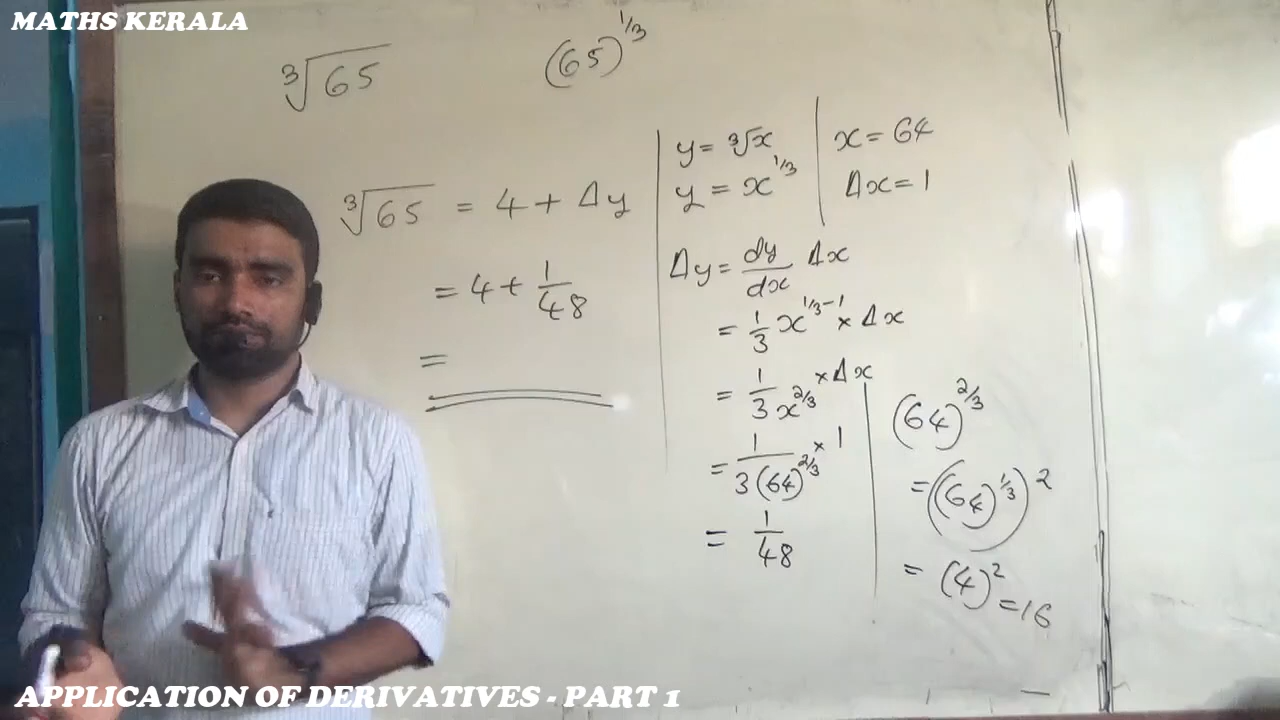 MATHS KERALA
∛65 (65)^1/3
∛65 = 4 + Δy
= 4 + 1/48
=
y = ∛x
y = x^1/3
x = 64
Δx = 1
Δy = dy/dx Δx
= 1/3 x^1/3-1 × Δx
= 1/3x^2/3 × Δx
= 1/3(64)^2/3 × 1
= 1/48
(64)^2/3
= ((64)^1/3)^2
= (4)^2
= 16
APPLICATION OF DERIVATIVES - PART 1